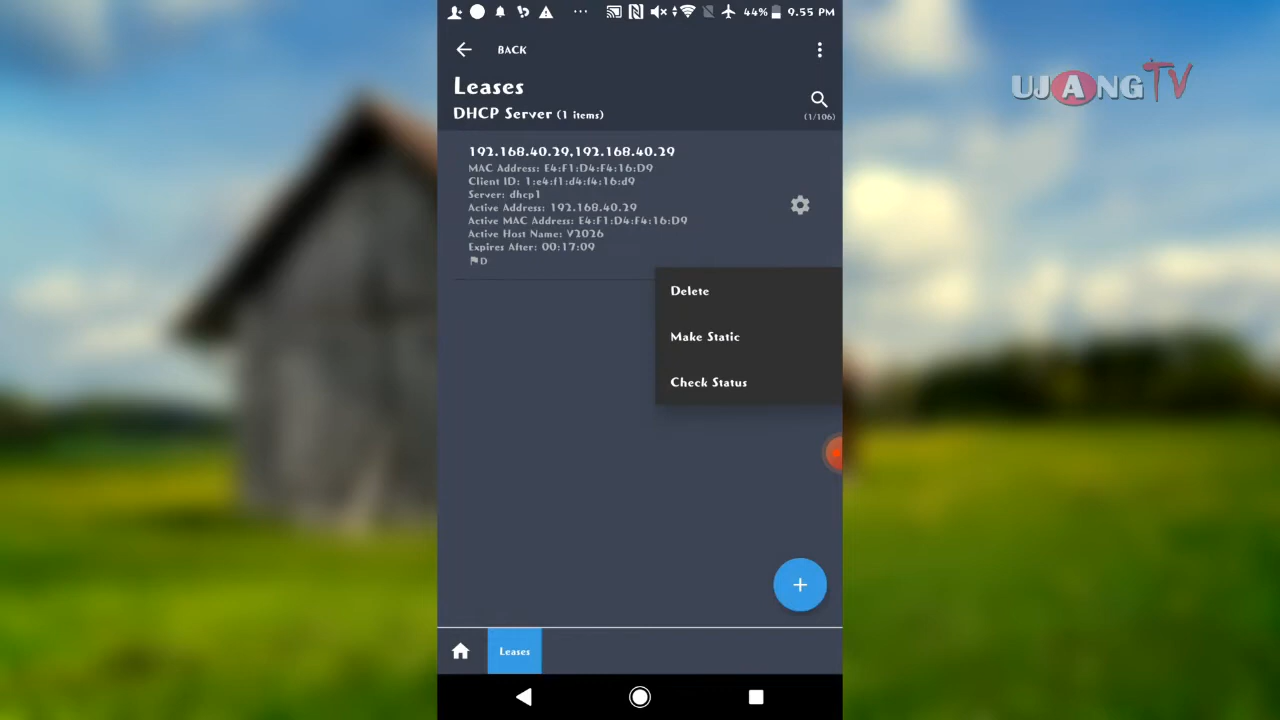 44% 9.55 PM
BACK
Leases
DHCP Server (1 items)
(1/106)
192.168.40.29,192.168.40.29
MAC Address: E4:F1:D4:F4:16:D9
Client ID: 1:e4:f1:d4:f4:16:d9
Server: dhcp1
Active Address: 192.168.40.29
Active MAC Address: E4:F1:D4:F4:16:D9
Active Host Name: V2026
Expires After: 00:17:09
D
Delete
Make Static
Check Status
Leases
UJANG TV